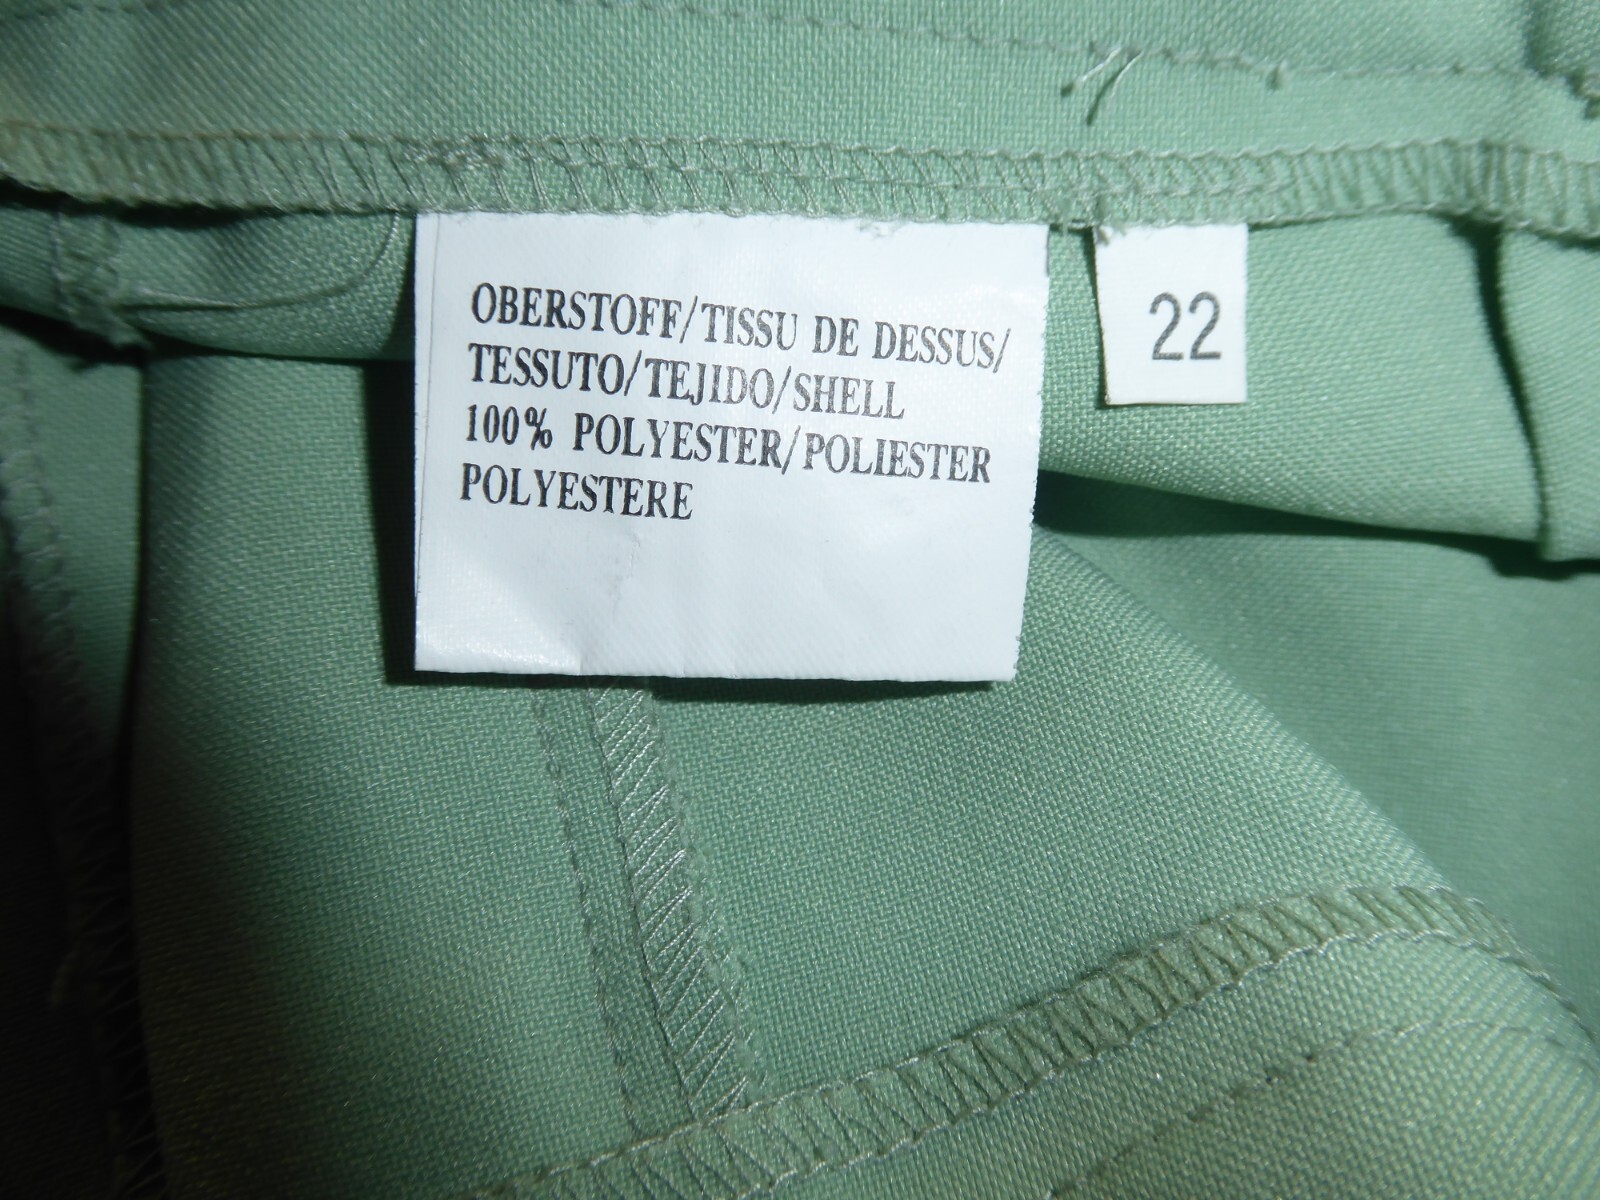 OBERSTOFF/TISSU DE DESSUS/
TESSUTO/TEJIDO/SHELL
100% POLYESTER/POLIESTER
POLYESTERE
22